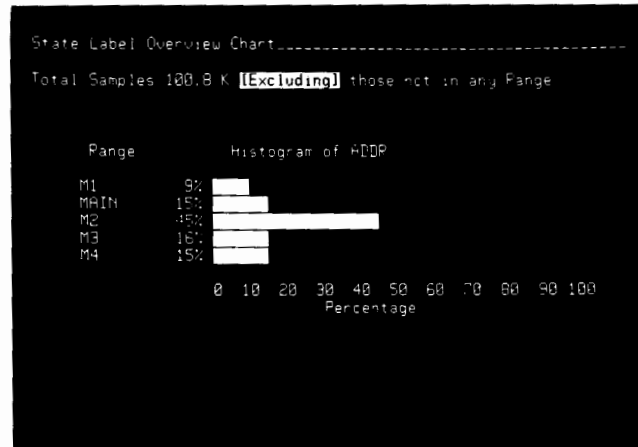 State Label Overview Chart
Total Samples 100.8 K [Excluding] those not in any Range
Range Histogram of ADDR
M1 9%
MAIN 15%
M2 45%
M3 16%
M4 15%
0 10 20 30 40 50 60 70 80 90 100
Percentage